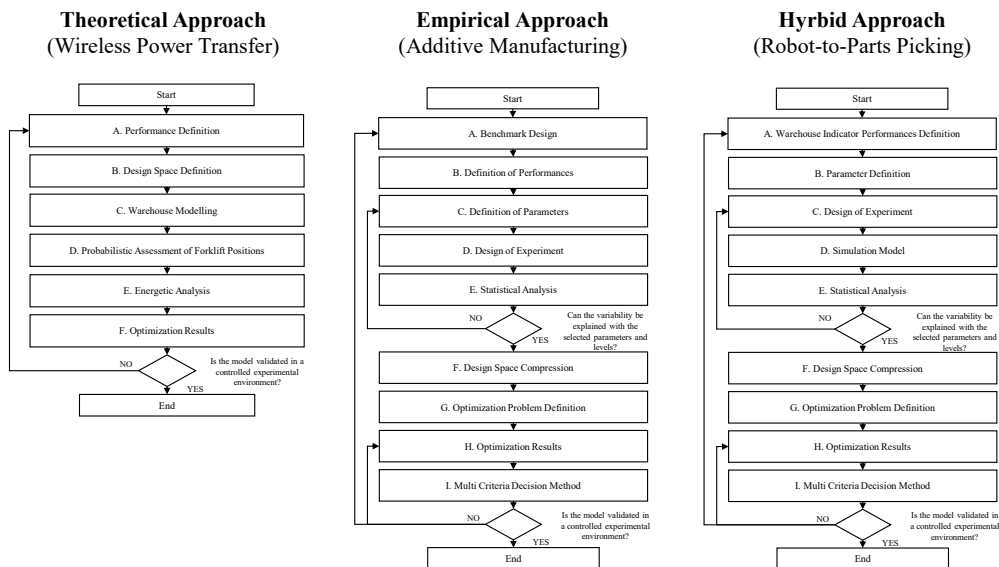 Theoretical Approach
(Wireless Power Transfer)
Start
A. Performance Definition
B. Design Space Definition
C. Warehouse Modelling
D. Probabilistic Assessment of Forklift Positions
E. Energetic Analysis
F. Optimization Results
NO
Is the model validated in a
controlled experimental
environment?
YES
End
Empirical Approach
(Additive Manufacturing)
Start
A. Benchmark Design
B. Definition of Performances
C. Definition of Parameters
D. Design of Experiment
E. Statistical Analysis
NO
Can the variability be
explained with the
selected parameters and
levels?
YES
F. Design Space Compression
G. Optimization Problem Definition
H. Optimization Results
I. Multi Criteria Decision Method
NO
Is the model validated in
a controlled experimental
environment?
YES
End
Hyrbid Approach
(Robot-to-Parts Picking)
Start
A. Warehouse Indicator Performances Definition
B. Parameter Definition
C. Design of Experiment
D. Simulation Model
E. Statistical Analysis
NO
Can the variability be
explained with the
selected parameters and
levels?
YES
F. Design Space Compression
G. Optimization Problem Definition
H. Optimization Results
I. Multi Criteria Decision Method
NO
Is the model validated in
a controlled experimental
environment?
YES
End